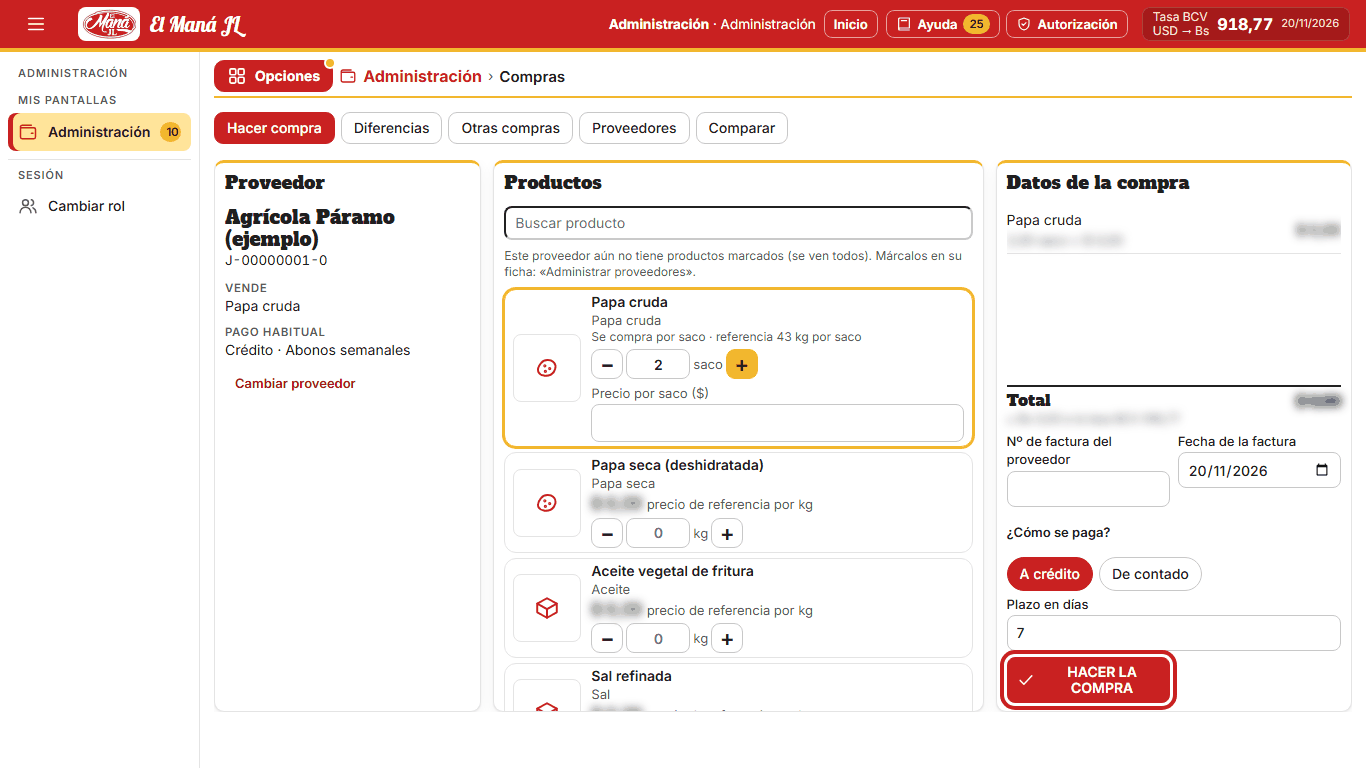 El Maná JL
Administración · Administración
Inicio
Ayuda 25
Autorización
Tasa BCV
USD → Bs
918,77
20/11/2026
ADMINISTRACIÓN
MIS PANTALLAS
Administración 10
SESIÓN
Cambiar rol
Opciones
Administración › Compras
Hacer compra
Diferencias
Otras compras
Proveedores
Comparar
Proveedor
Agrícola Páramo
(ejemplo)
J-00000001-0
VENDE
Papa cruda
PAGO HABITUAL
Crédito · Abonos semanales
Cambiar proveedor
Productos
Buscar producto
Este proveedor aún no tiene productos marcados (se ven todos). Márcalos en su
ficha: «Administrar proveedores».
Papa cruda
Papa cruda
Se compra por saco · referencia 43 kg por saco
− 2 saco +
Precio por saco ($)
Papa seca (deshidratada)
Papa seca
precio de referencia por kg
− 0 kg +
Aceite vegetal de fritura
Aceite
precio de referencia por kg
− 0 kg +
Sal refinada
Sal
Datos de la compra
Papa cruda
Total
Nº de factura del
proveedor
Fecha de la factura
20/11/2026
¿Cómo se paga?
A crédito
De contado
Plazo en días
7
HACER LA
COMPRA